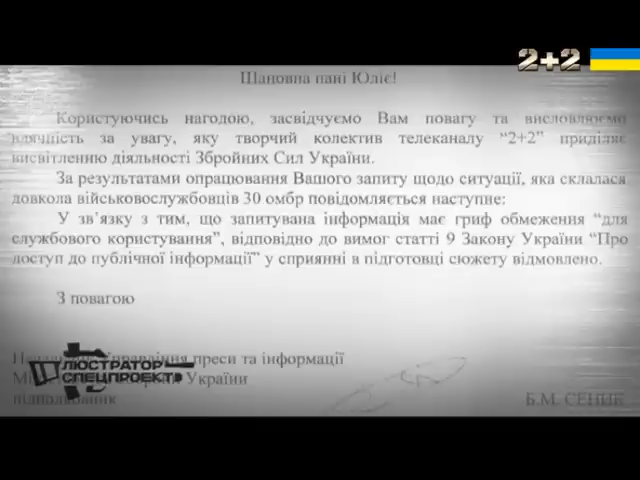 2+2
Шановна пані Юліє!
Користуючись нагодою, засвідчуємо Вам повагу та висловлюємо
вдячність за увагу, яку творчий колектив телеканалу “2+2” приділяє
висвітленню діяльності Збройних Сил України.
За результатами опрацювання Вашого запиту щодо ситуації, яка склалася
довкола військовослужбовців 30 омбр повідомляється наступне:
У зв’язку з тим, що запитувана інформація має гриф обмеження “для
службового користування”, відповідно до вимог статті 9 Закону України “Про
доступ до публічної інформації” у сприянні в підготовці сюжету відмовлено.
З повагою
Управління преси та інформації
України
підполковник
Б.М. СЕНИК
ЛЮСТРАТОР
СПЕЦПРОЕКТ